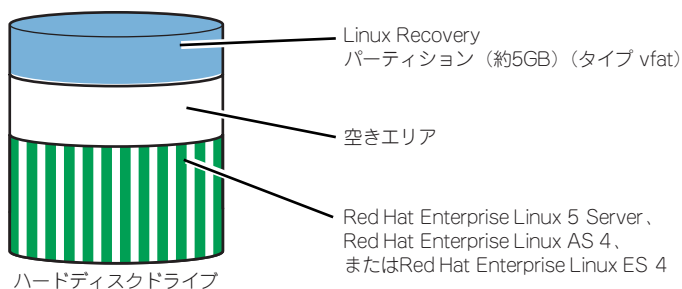 Linux Recovery
パーティション（約5GB）（タイプ vfat）
空きエリア
Red Hat Enterprise Linux 5 Server、
Red Hat Enterprise Linux AS 4、
またはRed Hat Enterprise Linux ES 4
ハードディスクドライブ